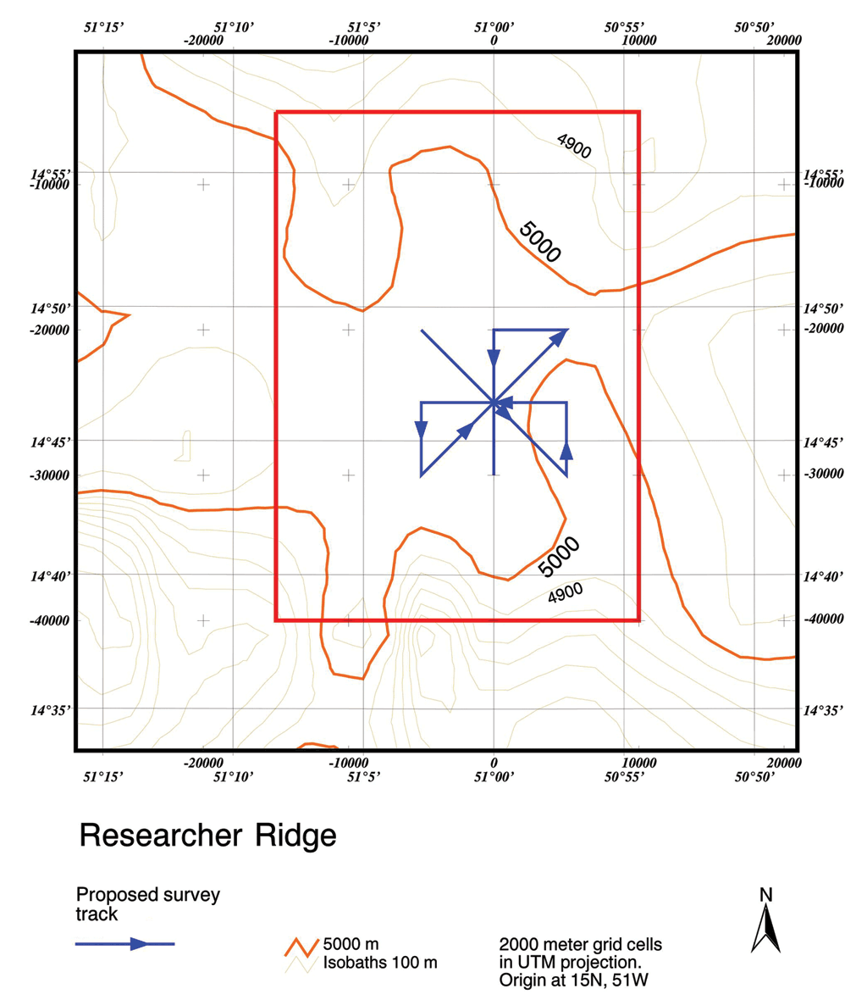 51°15’ 51°10’ 51°5’ 51°00’ 50°55’ 50°50’
-20000 -10000 0 10000 20000
4900
14°55’ 14°55’
-10000 -10000
5000
14°50’ 14°50’
-20000 -20000
14°45’ 14°45’
-30000 -30000
5000
14°40’ 14°40’
4900
-40000 -40000
14°35’ 14°35’
-20000 -10000 0 10000 20000
51°15’ 51°10’ 51°5’ 51°00’ 50°55’ 50°50’
Researcher Ridge
Proposed survey
track
N
5000 m
Isobaths 100 m
2000 meter grid cells
in UTM projection.
Origin at 15N, 51W